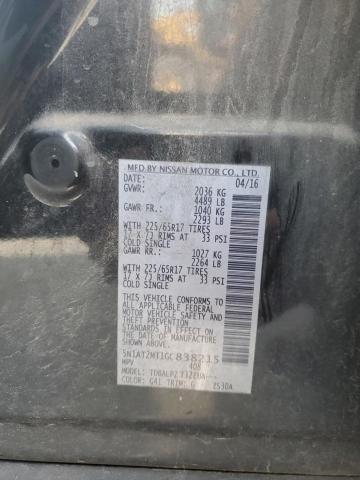 MFD BY NISSAN MOTOR CO., LTD.
DATE: 04/16
GVWR: 2036 KG
4489 LB
GAWR FR.: 1040 KG
2293 LB
WITH 225/65R17 TIRES
17 X 7J RIMS AT 33 PSI
COLD SINGLE
GAWR RR.: 1027 KG
2264 LB
WITH 225/65R17 TIRES
17 X 7J RIMS AT 33 PSI
COLD SINGLE
THIS VEHICLE CONFORMS TO ALL
APPLICABLE FEDERAL
MOTOR VEHICLE SAFETY
STANDARDS IN EFFECT ON THE
DATE OF MANUFACTURE
SHOWN ABOVE.
5N1AT2MT1GC838215
MPV 408
MODEL:
COLOR: G41 TRIM: G 2530A